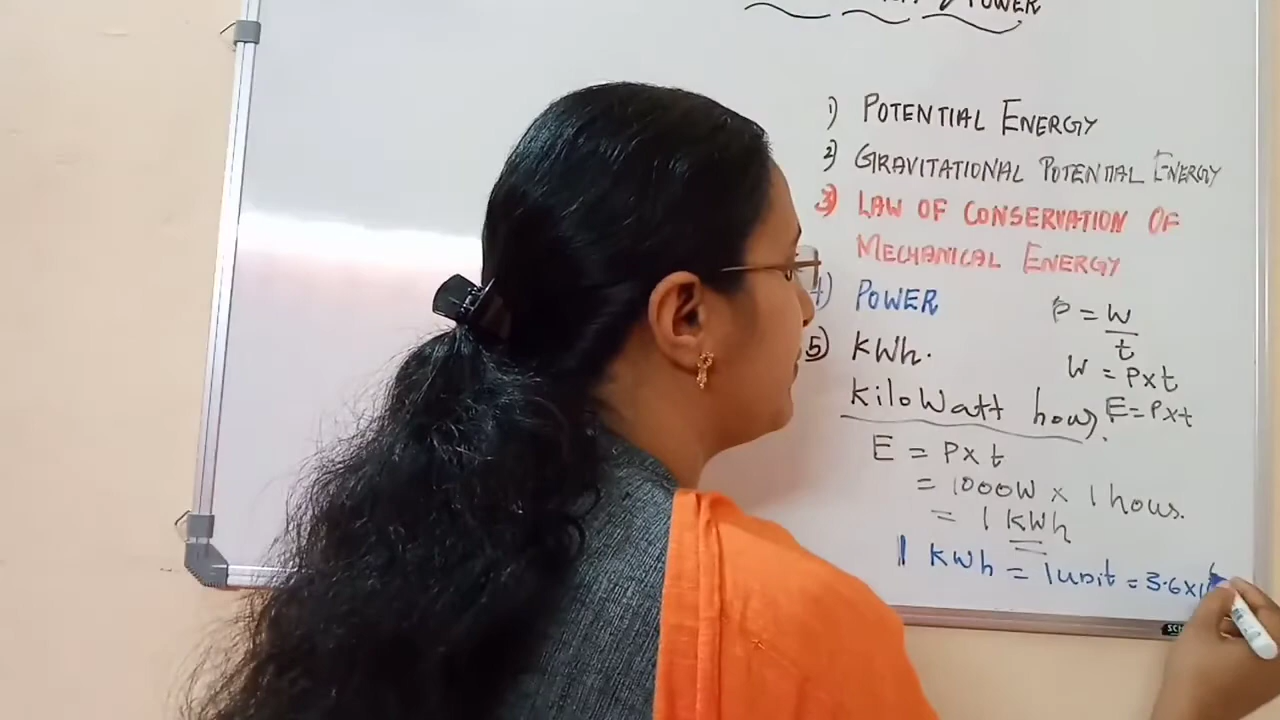 POWER
1) POTENTIAL ENERGY
2) GRAVITATIONAL POTENTIAL ENERGY
3) LAW OF CONSERVATION OF
MECHANICAL ENERGY
4) POWER
P = W
t
5) KWh.
W = P x t
kiloWatt hour
E = P x t
E = P x t
= 1000W x 1 hour.
= 1 KWh
1 kWh = 1 unit = 3.6 x 1